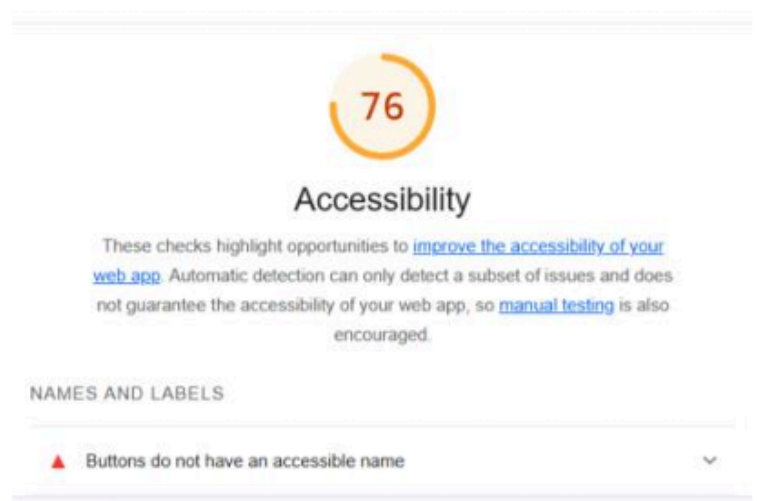 76
Accessibility
These checks highlight opportunities to improve the accessibility of your
web app. Automatic detection can only detect a subset of issues and does
not guarantee the accessibility of your web app, so manual testing is also
encouraged.
NAMES AND LABELS
Buttons do not have an accessible name